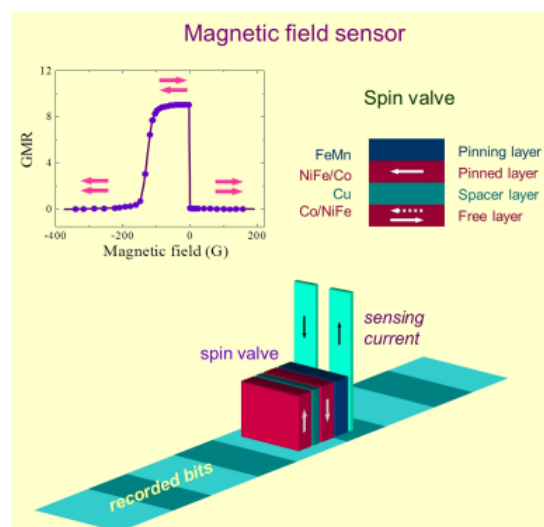 Magnetic field sensor
12
8
4
0
GMR
-400
-200
0
200
Magnetic field (G)
Spin valve
FeMn
Pinning layer
NiFe/Co
Pinned layer
Cu
Spacer layer
Co/NiFe
Free layer
sensing
current
spin valve
recorded bits